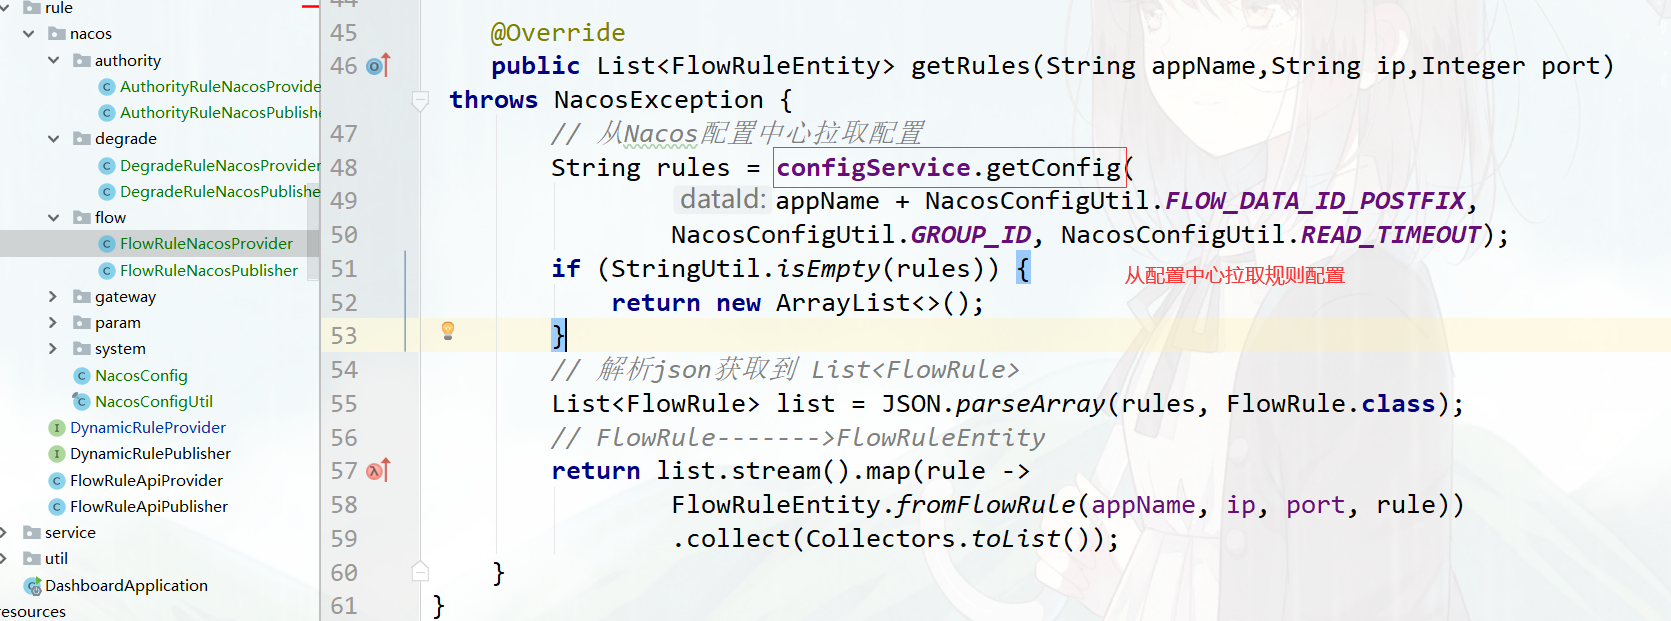 rule
nacos
authority
AuthorityRuleNacosProvide
AuthorityRuleNacosPublishe
degrade
DegradeRuleNacosProvider
DegradeRuleNacosPublishe
flow
FlowRuleNacosProvider
FlowRuleNacosPublisher
gateway
param
system
NacosConfig
NacosConfigUtil
DynamicRuleProvider
DynamicRulePublisher
FlowRuleApiProvider
FlowRuleApiPublisher
service
util
DashboardApplication
resources
44
45 @Override
46 public List<FlowRuleEntity> getRules(String appName,String ip,Integer port)
throws NacosException {
47 // 从Nacos配置中心拉取配置
48 String rules = configService.getConfig(
49 dataId: appName + NacosConfigUtil.FLOW_DATA_ID_POSTFIX,
50 NacosConfigUtil.GROUP_ID, NacosConfigUtil.READ_TIMEOUT);
51 if (StringUtil.isEmpty(rules)) {
从配置中心拉取规则配置
52 return new ArrayList<>();
53 }
54 // 解析json获取到 List<FlowRule>
55 List<FlowRule> list = JSON.parseArray(rules, FlowRule.class);
56 // FlowRule------->FlowRuleEntity
57 return list.stream().map(rule ->
58 FlowRuleEntity.fromFlowRule(appName, ip, port, rule))
59 .collect(Collectors.toList());
60 }
61 }